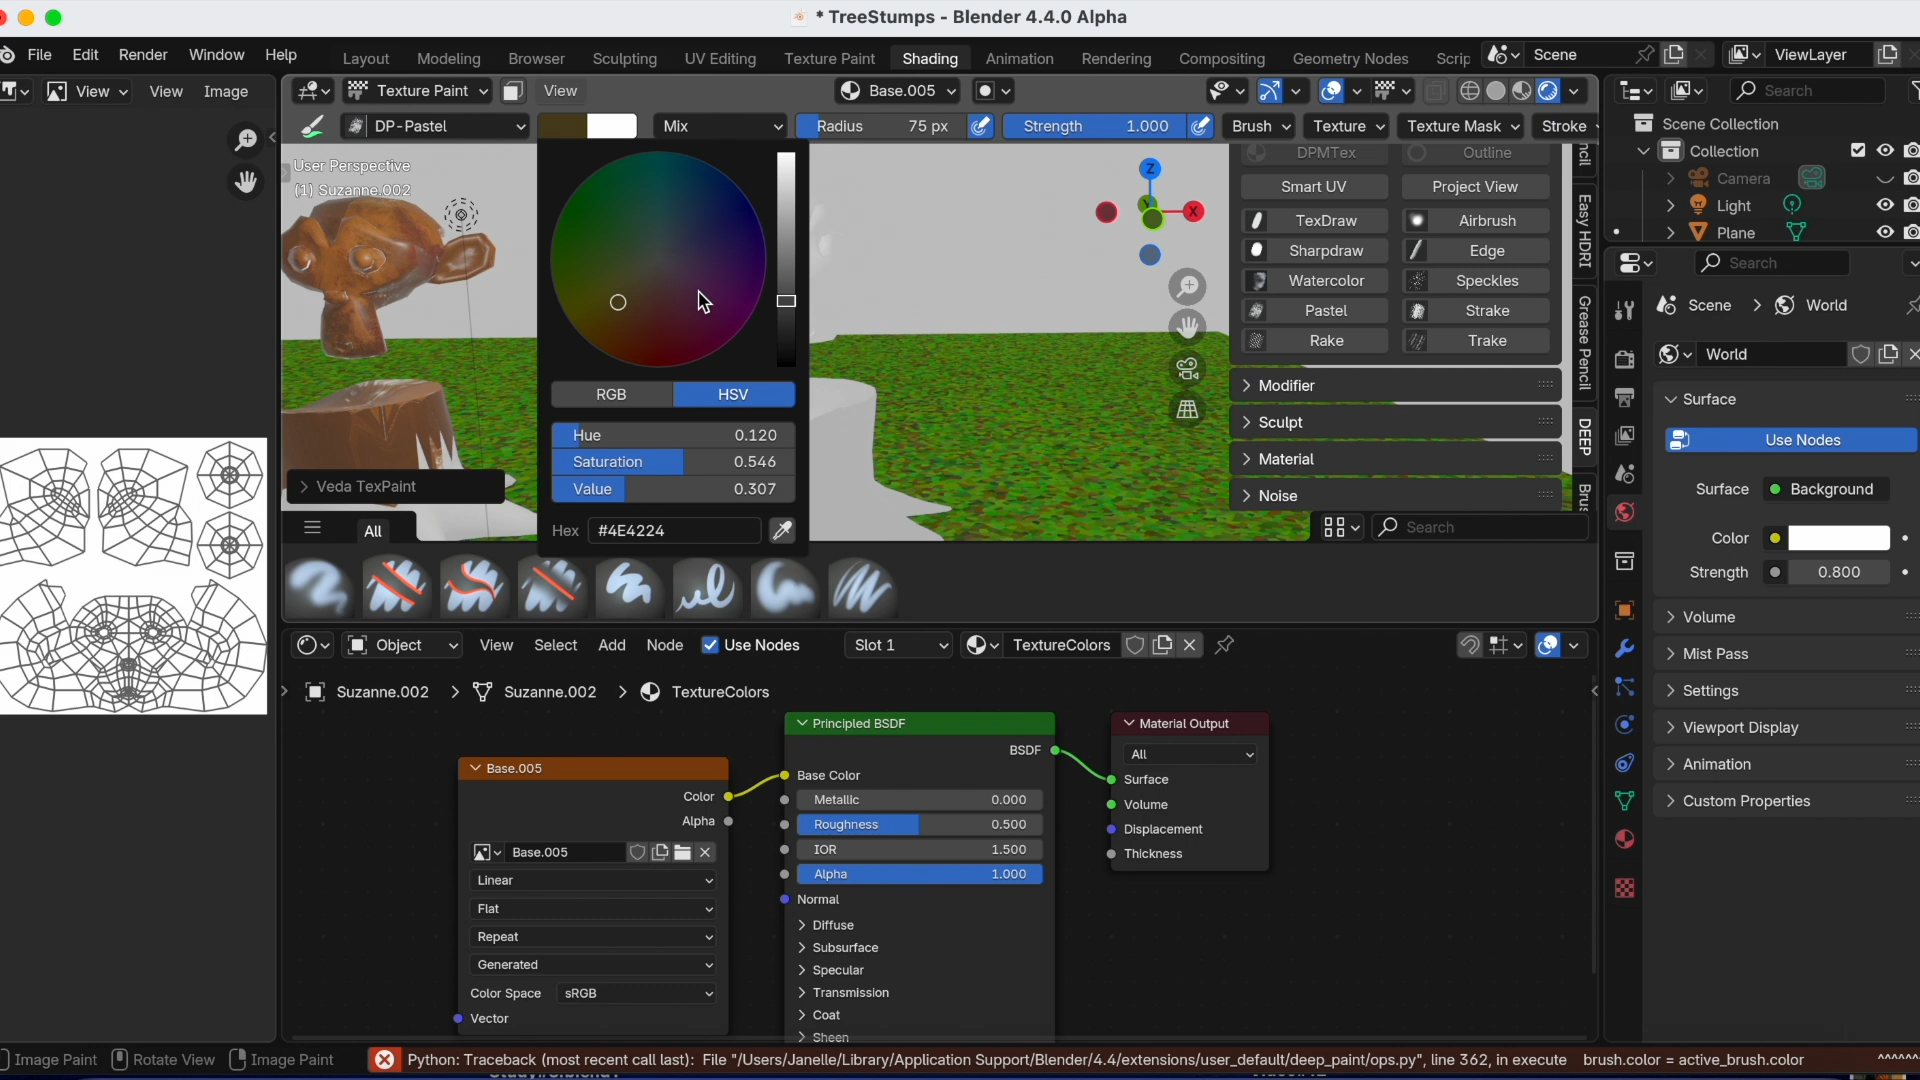 * TreeStumps - Blender 4.4.0 Alpha
File Edit Render Window Help
Layout Modeling Browser Sculpting UV Editing Texture Paint Shading Animation Rendering Compositing Geometry Nodes Scrip
Scene
ViewLayer
View View Image
Texture Paint View
Base.005
Search
DP-Pastel
Mix
Radius 75 px
Strength 1.000
Brush Texture Texture Mask Stroke
Scene Collection
Collection
Camera
Light
Plane
User Perspective
(1) Suzanne.002
Z
Y
X
DPMTex Outline
Smart UV Project View
TexDraw Airbrush
Sharpdraw Edge
Watercolor Speckles
Pastel Strake
Rake Trake
Modifier
Sculpt
Material
Noise
ncil
Easy HDRI
Grease Pencil
DEEP
Brus
RGB HSV
Hue 0.120
Saturation 0.546
Value 0.307
Hex #4E4224
Veda TexPaint
All
Search
Search
Scene > World
World
Surface
Use Nodes
Surface Background
Color
Strength 0.800
Volume
Mist Pass
Settings
Viewport Display
Animation
Custom Properties
Object View Select Add Node Use Nodes Slot 1 TextureColors
Suzanne.002 > Suzanne.002 > TextureColors
Base.005
Color
Alpha
Base.005
Linear
Flat
Repeat
Generated
Color Space sRGB
Vector
Principled BSDF
BSDF
Base Color
Metallic 0.000
Roughness 0.500
IOR 1.500
Alpha 1.000
Normal
Diffuse
Subsurface
Specular
Transmission
Coat
Sheen
Material Output
All
Surface
Volume
Displacement
Thickness
Image Paint Rotate View Image Paint
Python: Traceback (most recent call last): File "/Users/Janelle/Library/Application Support/Blender/4.4/extensions/user_default/deep_paint/ops.py", line 362, in execute brush.color = active_brush.color ^^^^^^